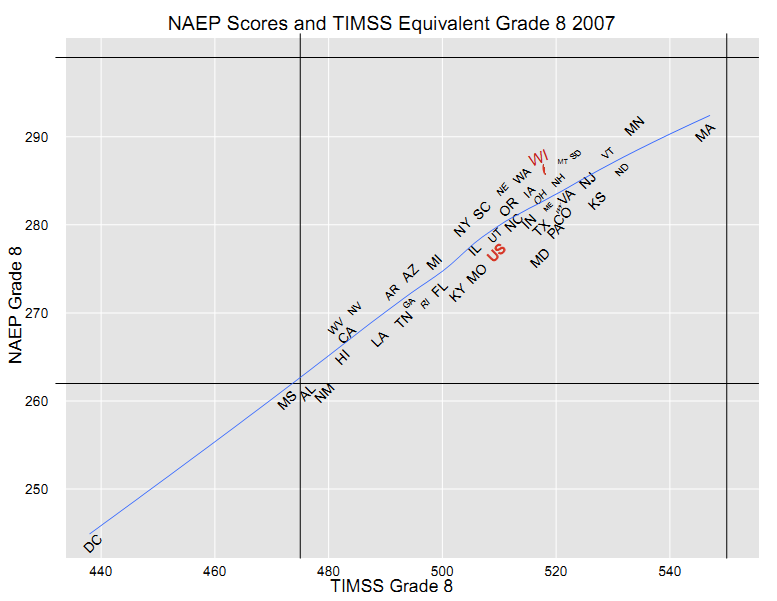 NAEP Scores and TIMSS Equivalent Grade 8 2007
NAEP Grade 8
290
280
270
260
250
MN
MA
WI
MT
SD
VT
ND
WA
NH
NJ
NE
IA
OH
VA
KS
OR
ME
SC
CO
NY
NC
IN
TX
PA
UT
IL
US
MD
MI
AZ
MO
FL
KY
AR
GA
RI
NV
TN
WV
CA
LA
HI
MS
AL
NM
DC
440
460
480
500
520
540
TIMSS Grade 8